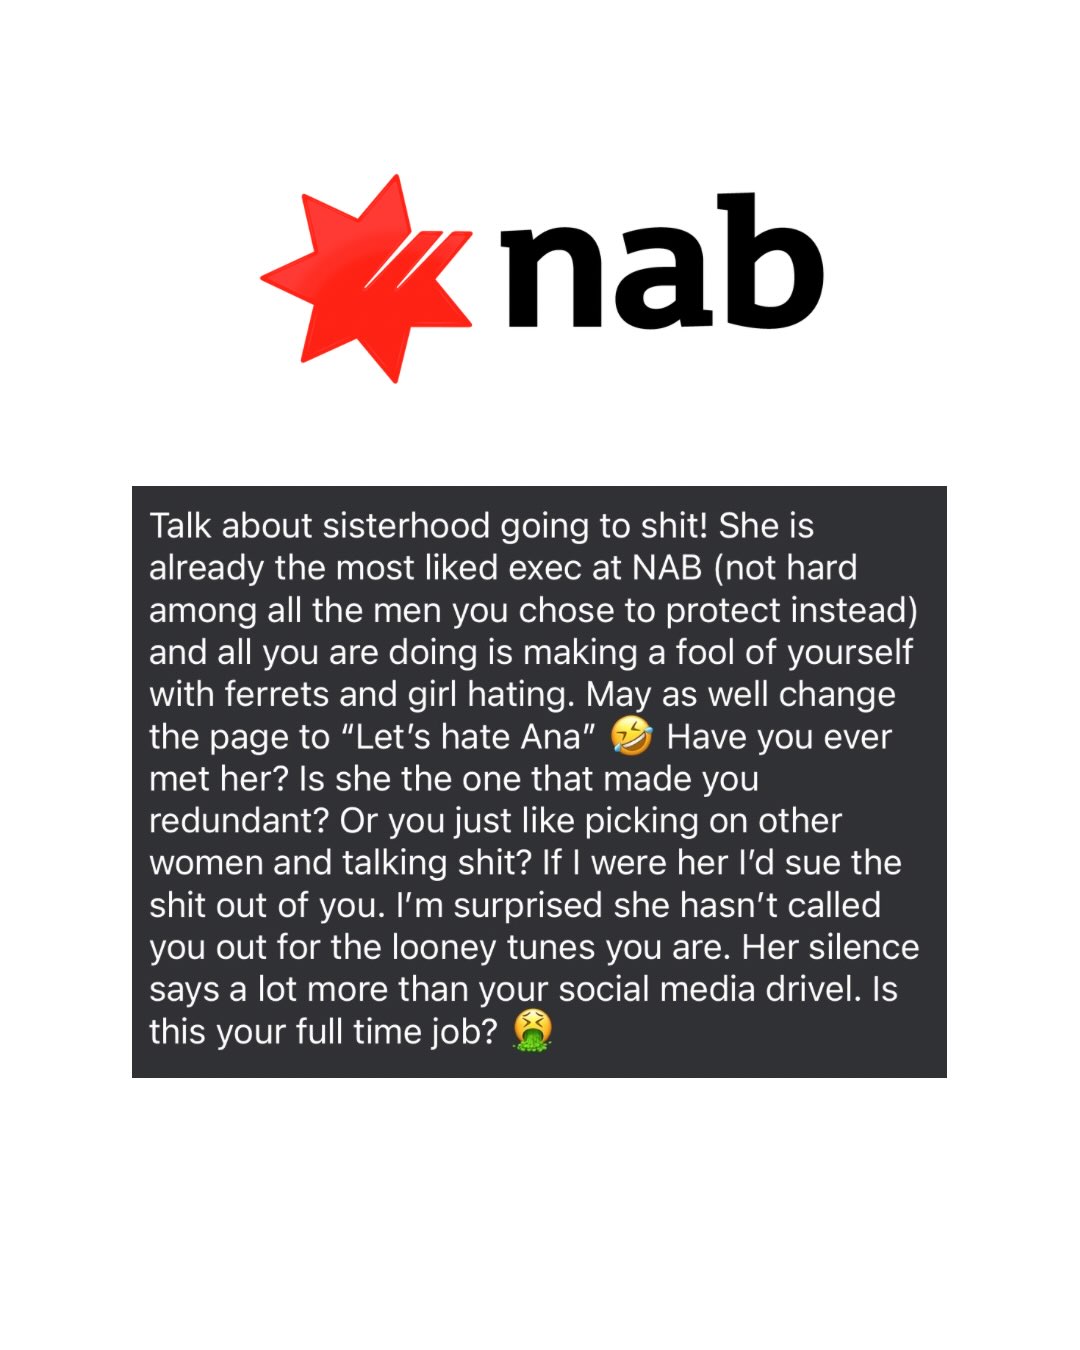 nab
Talk about sisterhood going to shit! She is
already the most liked exec at NAB (not hard
among all the men you chose to protect instead)
and all you are doing is making a fool of yourself
with ferrets and girl hating. May as well change
the page to “Let’s hate Ana” 🤣 Have you ever
met her? Is she the one that made you
redundant? Or you just like picking on other
women and talking shit? If I were her I’d sue the
shit out of you. I’m surprised she hasn’t called
you out for the looney tunes you are. Her silence
says a lot more than your social media drivel. Is
this your full time job? 🤮